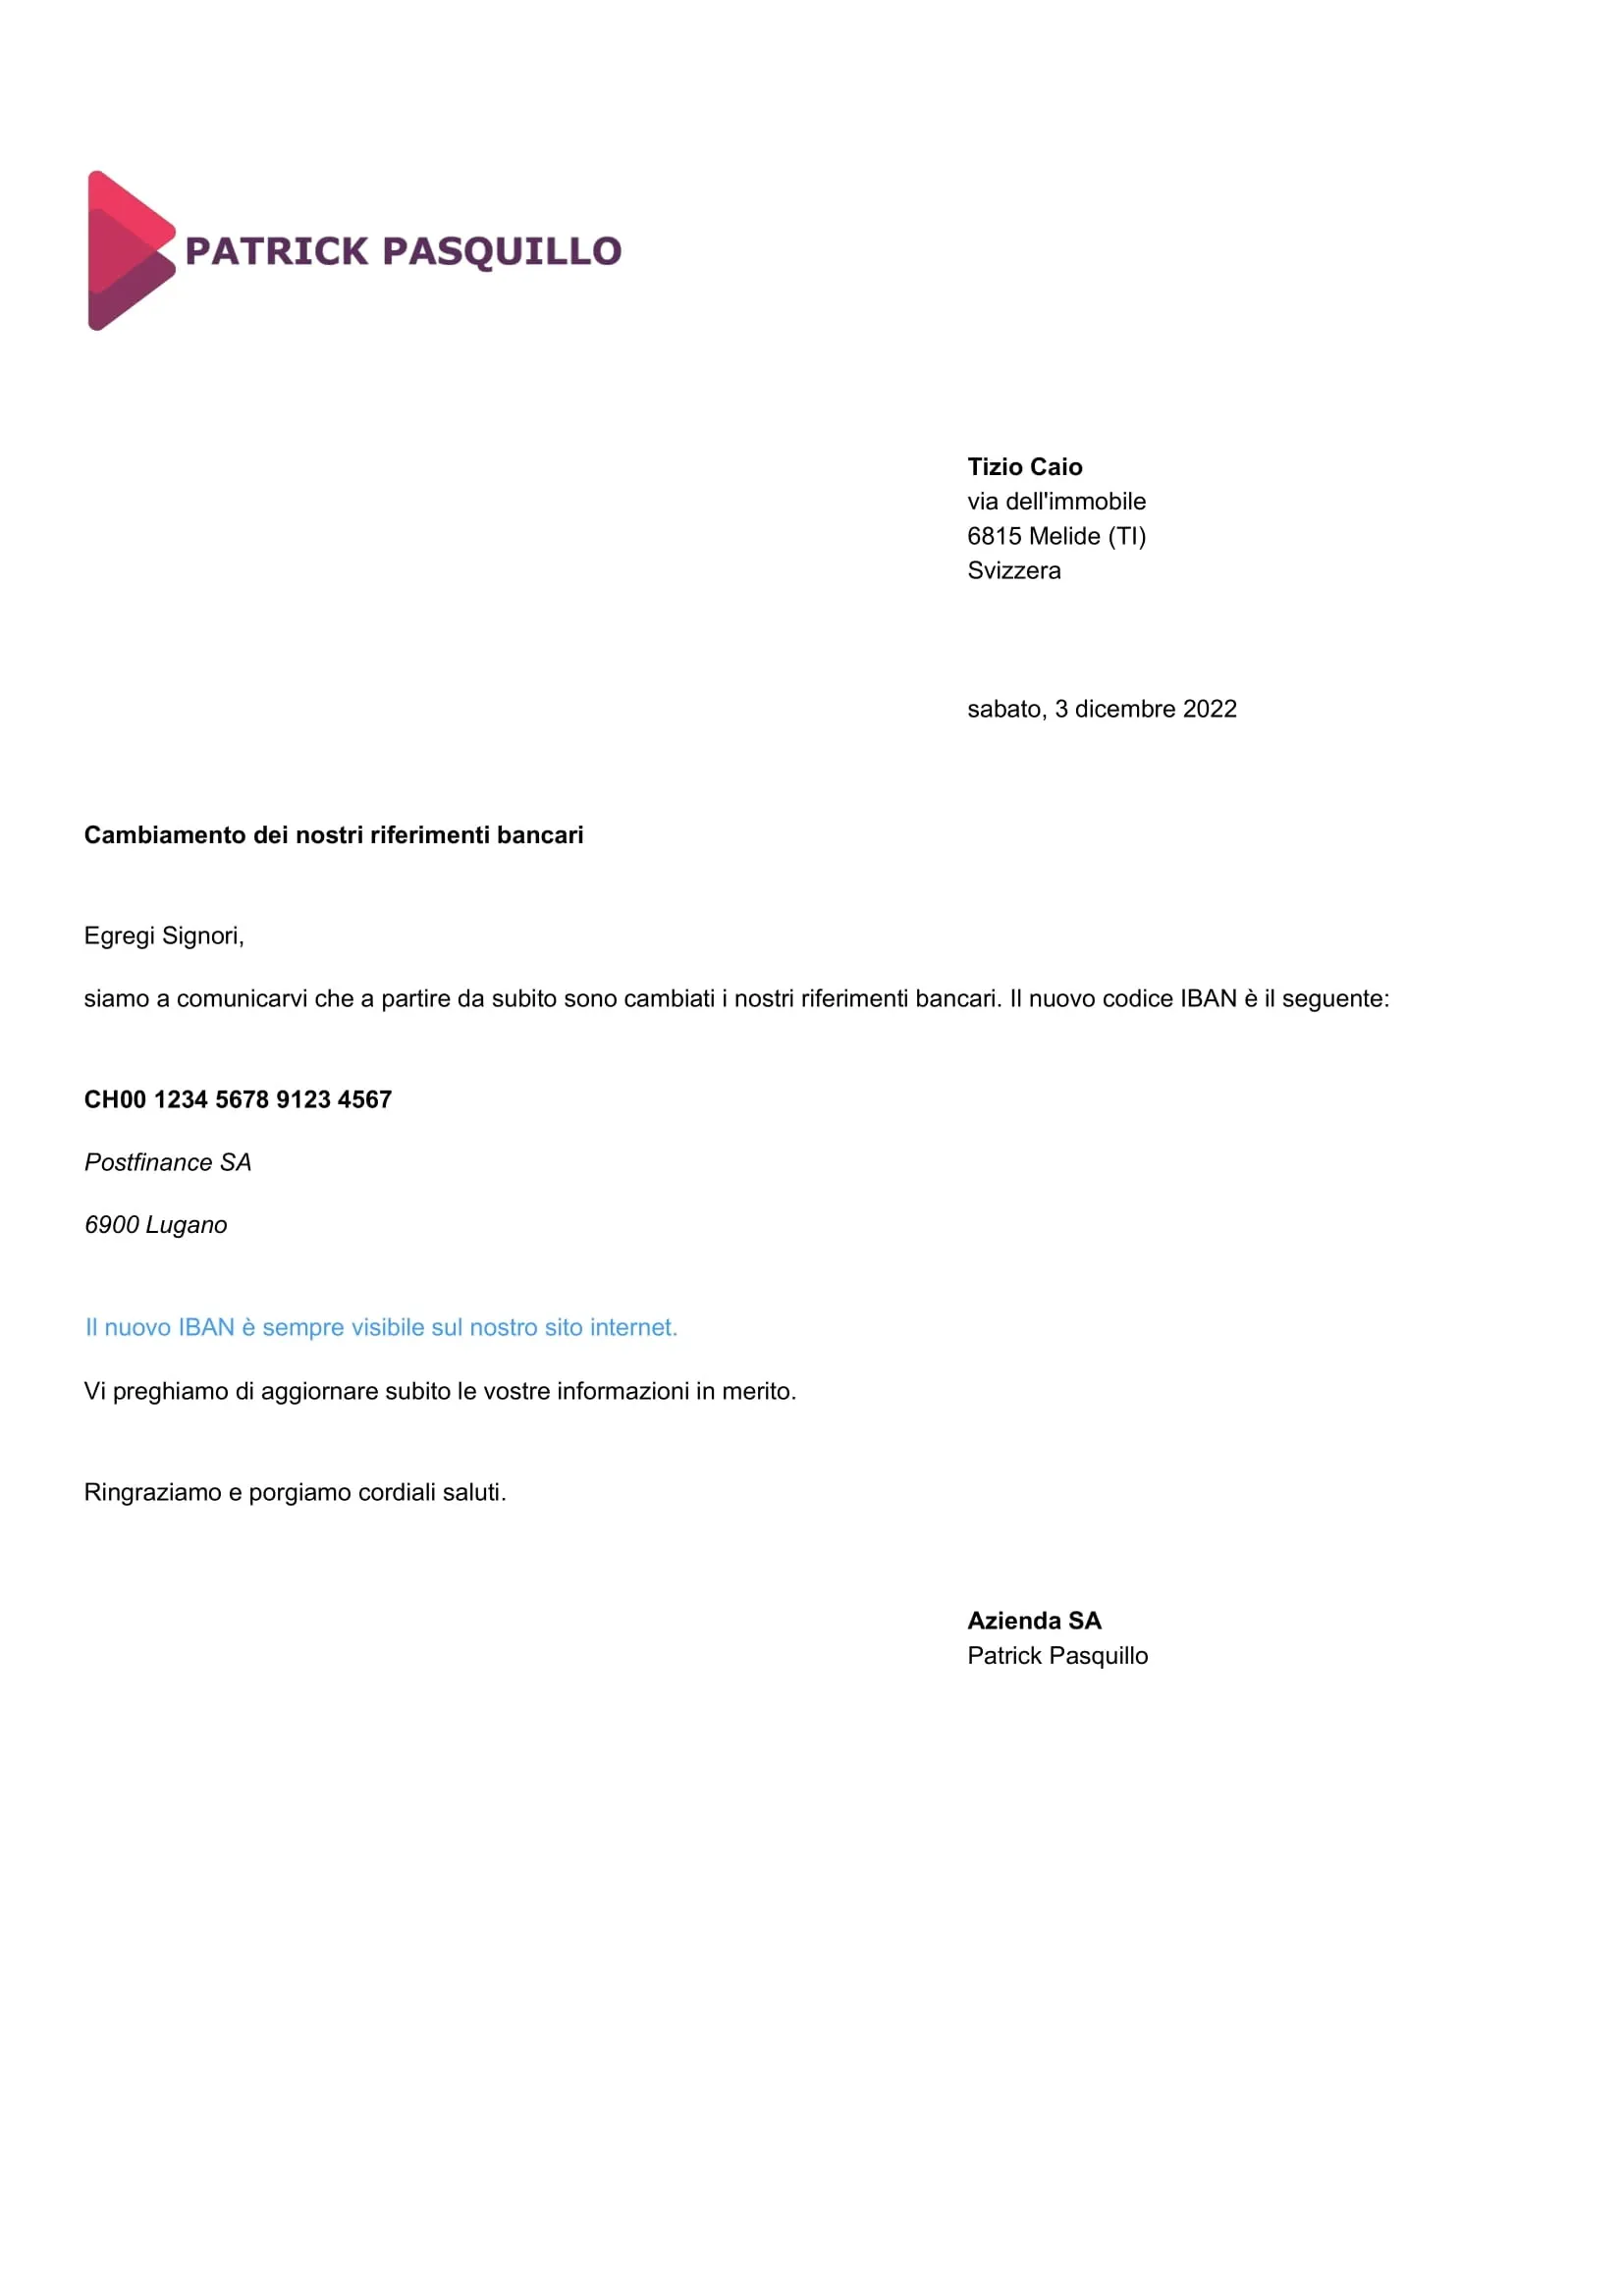 PATRICK PASQUILLO
Tizio Caio
via dell'immobile
6815 Melide (TI)
Svizzera
sabato, 3 dicembre 2022
Cambiamento dei nostri riferimenti bancari
Egregi Signori,
siamo a comunicarvi che a partire da subito sono cambiati i nostri riferimenti bancari. Il nuovo codice IBAN è il seguente:
CH00 1234 5678 9123 4567
Postfinance SA
6900 Lugano
Il nuovo IBAN è sempre visibile sul nostro sito internet.
Vi preghiamo di aggiornare subito le vostre informazioni in merito.
Ringraziamo e porgiamo cordiali saluti.
Azienda SA
Patrick Pasquillo